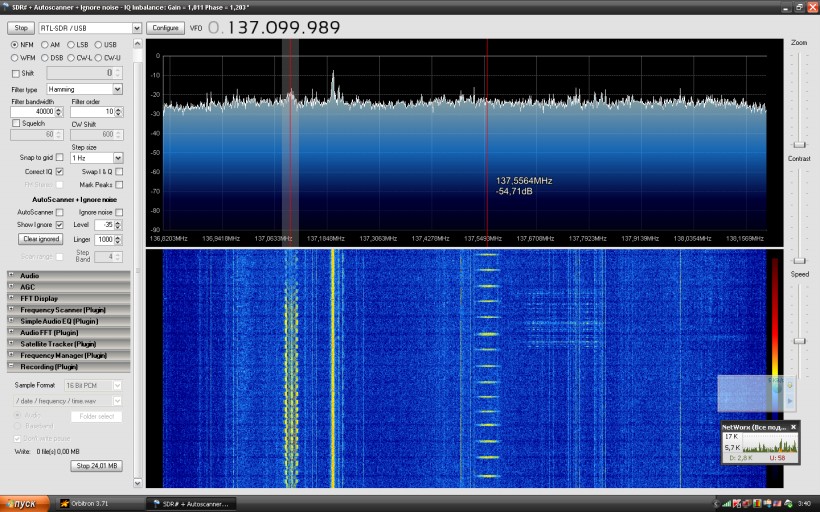 SDR# + Autoscanner + Ignore noise - IQ Imbalance: Gain = 1,011 Phase = 1,203°
Stop RTL-SDR / USB Configure VFO 0.137.099.989
NFM AM LSB USB
WFM DSB CW-L CW-U
Shift 0
Filter type Hamming
Filter bandwidth Filter order
40000 10
Squelch CW Shift
60 600
Step size
Snap to grid 1 Hz
Correct IQ Swap I & Q
FM Stereo Mark Peaks
AutoScanner + Ignore noise
AutoScanner Ignore noise
Show Ignore Level -35
Clear ignored Linger 1000
Scan range Step Band 4
Audio
AGC
FFT Display
Frequency Scanner (Plugin)
Simple Audio EQ (Plugin)
Audio FFT (Plugin)
Satellite Tracker (Plugin)
Frequency Manager (Plugin)
Recording (Plugin)
Sample Format 16 Bit PCM
/ date / frequency / time.wav
Audio Folder select
Baseband
Don't write pause
Write: 0 file(s) 0,00 MB
Stop 24,01 MB
0
-10
-20
-30
-40
-50
-60
-70
-80
-90
137,5564MHz
-54,71dB
136,8203MHz 136,9418MHz 137,0633MHz 137,1848MHz 137,3063MHz 137,4278MHz 137,5493MHz 137,6708MHz 137,7923MHz 137,9139MHz 138,0354MHz 138,1569MHz
Zoom
Contrast
Speed
NetWorx (Все под...
17 K
5,7 K
D: 2,8 K U: 58
пуск Orbitron 3.71 SDR# + Autoscanner... 3:40